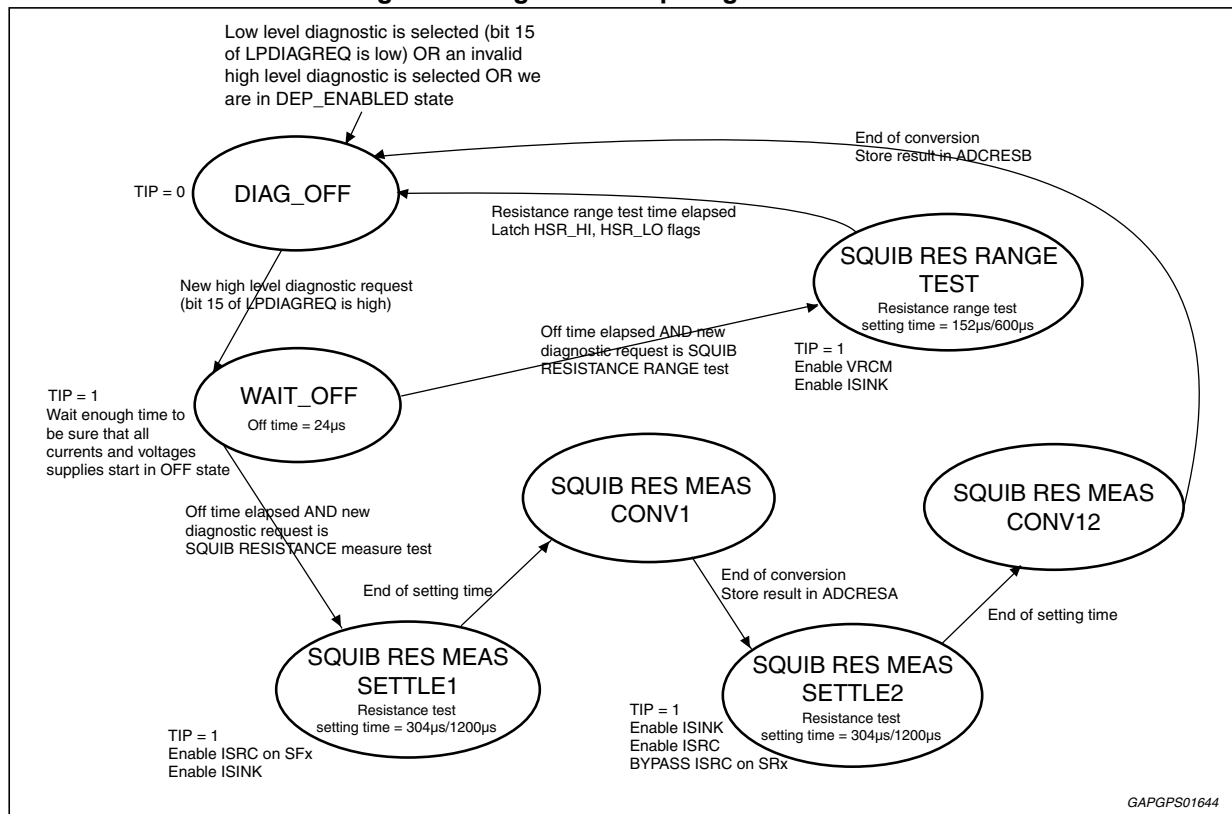 Low level diagnostic is selected (bit 15
of LPDIAGREQ is low) OR an invalid
high level diagnostic is selected OR we
are in DEP_ENABLED state
End of conversion
Store result in ADCRESB
TIP = 0
DIAG_OFF
Resistance range test time elapsed
Latch HSR_HI, HSR_LO flags
SQUIB RES RANGE
TEST
Resistance range test
setting time = 152µs/600µs
New high level diagnostic request
(bit 15 of LPDIAGREQ is high)
Off time elapsed AND new
diagnostic request is SQUIB
RESISTANCE RANGE test
TIP = 1
Enable VRCM
Enable ISINK
TIP = 1
Wait enough time to
be sure that all
currents and voltages
supplies start in OFF state
WAIT_OFF
Off time = 24µs
SQUIB RES MEAS
CONV1
SQUIB RES MEAS
CONV12
Off time elapsed AND new
diagnostic request is
SQUIB RESISTANCE measure test
End of setting time
End of conversion
Store result in ADCRESA
End of setting time
SQUIB RES MEAS
SETTLE1
Resistance test
setting time = 304µs/1200µs
TIP = 1
Enable ISRC on SFx
Enable ISINK
SQUIB RES MEAS
SETTLE2
Resistance test
setting time = 304µs/1200µs
TIP = 1
Enable ISINK
Enable ISRC
BYPASS ISRC on SRx
GAPGPS01644